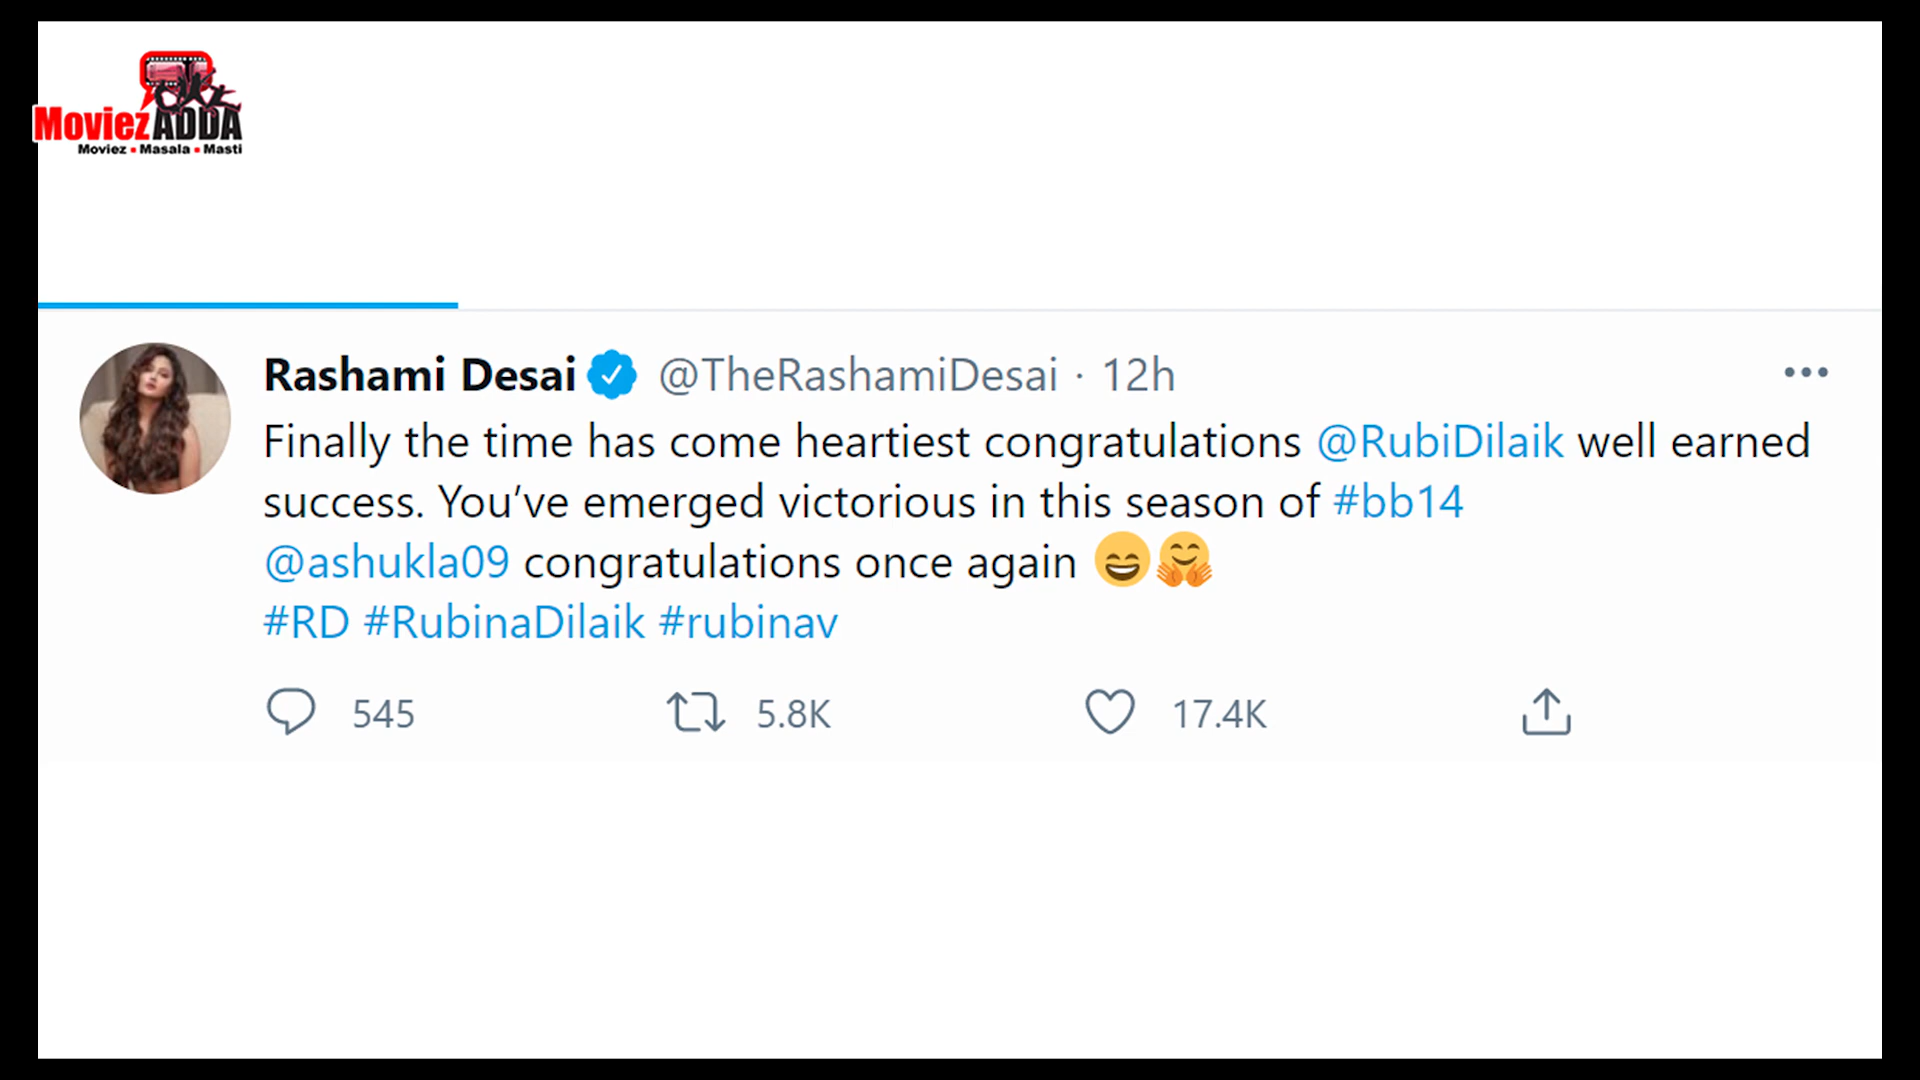 MoviezADDA
Moviez • Masala • Masti
Rashami Desai @TheRashamiDesai · 12h
Finally the time has come heartiest congratulations @RubiDilaik well earned
success. You’ve emerged victorious in this season of #bb14
@ashukla09 congratulations once again 😄🤗
#RD #RubinaDilaik #rubinav
545 5.8K 17.4K